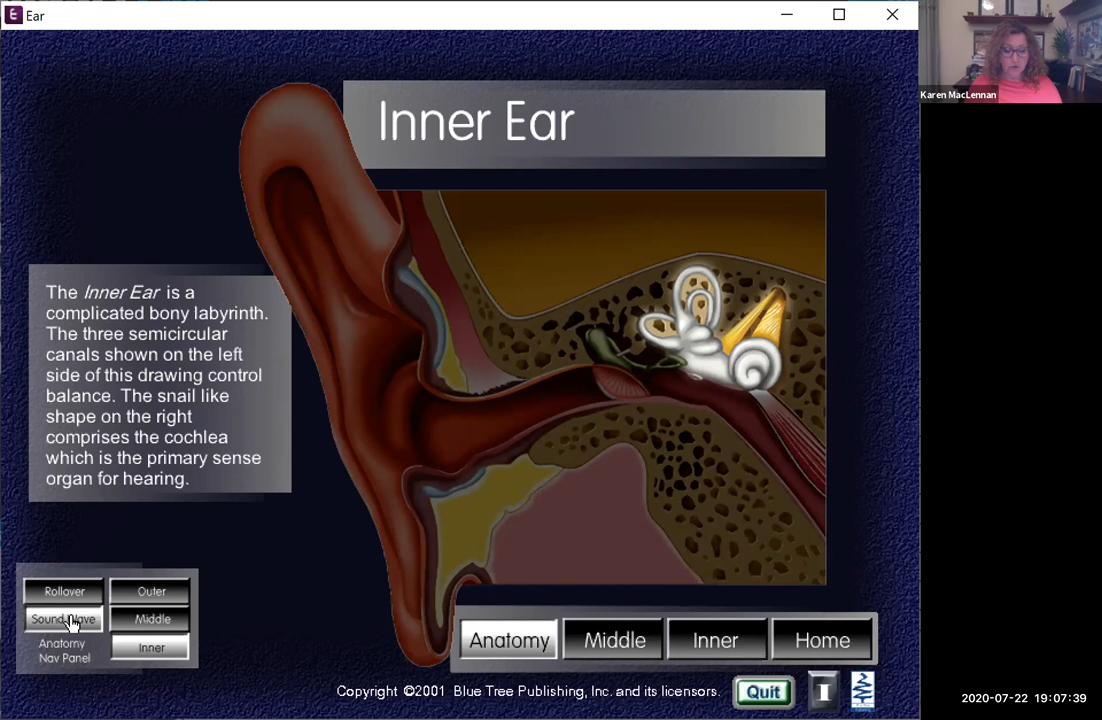 Ear
Karen MacLennan
Inner Ear
The Inner Ear is a
complicated bony labyrinth.
The three semicircular
canals shown on the left
side of this drawing control
balance. The snail like
shape on the right
comprises the cochlea
which is the primary sense
organ for hearing.
Rollover
Outer
Sound Wave
Middle
Anatomy
Nav Panel
Inner
Anatomy
Middle
Inner
Home
Copyright ©2001 Blue Tree Publishing, Inc. and its licensors.
Quit
I
2020-07-22 19:07:39